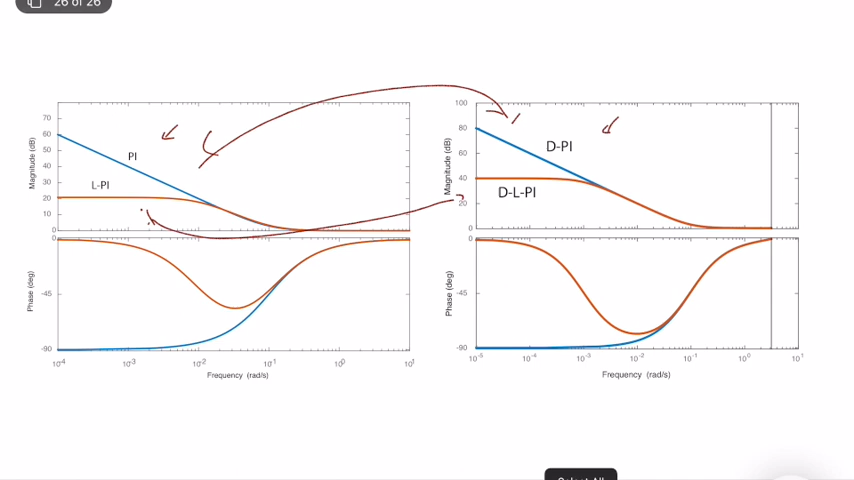 26 of 26
Magnitude (dB)
70
60
50
40
30
20
10
0
PI
L-PI
Phase (deg)
0
-45
-90
10-4
10-3
10-2
10-1
100
101
Frequency (rad/s)
Magnitude (dB)
100
80
60
40
20
0
D-PI
D-L-PI
Phase (deg)
0
-45
-90
10-5
10-4
10-3
10-2
10-1
100
101
Frequency (rad/s)
Select All